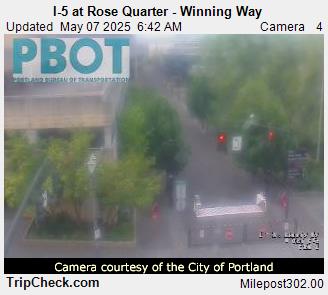 I-5 at Rose Quarter - Winning Way
Updated May 07 2025 6:42 AM Camera 4
PBOT
PORTLAND BUREAU OF TRANSPORTATION
Camera courtesy of the City of Portland
TripCheck.com Milepost302.00